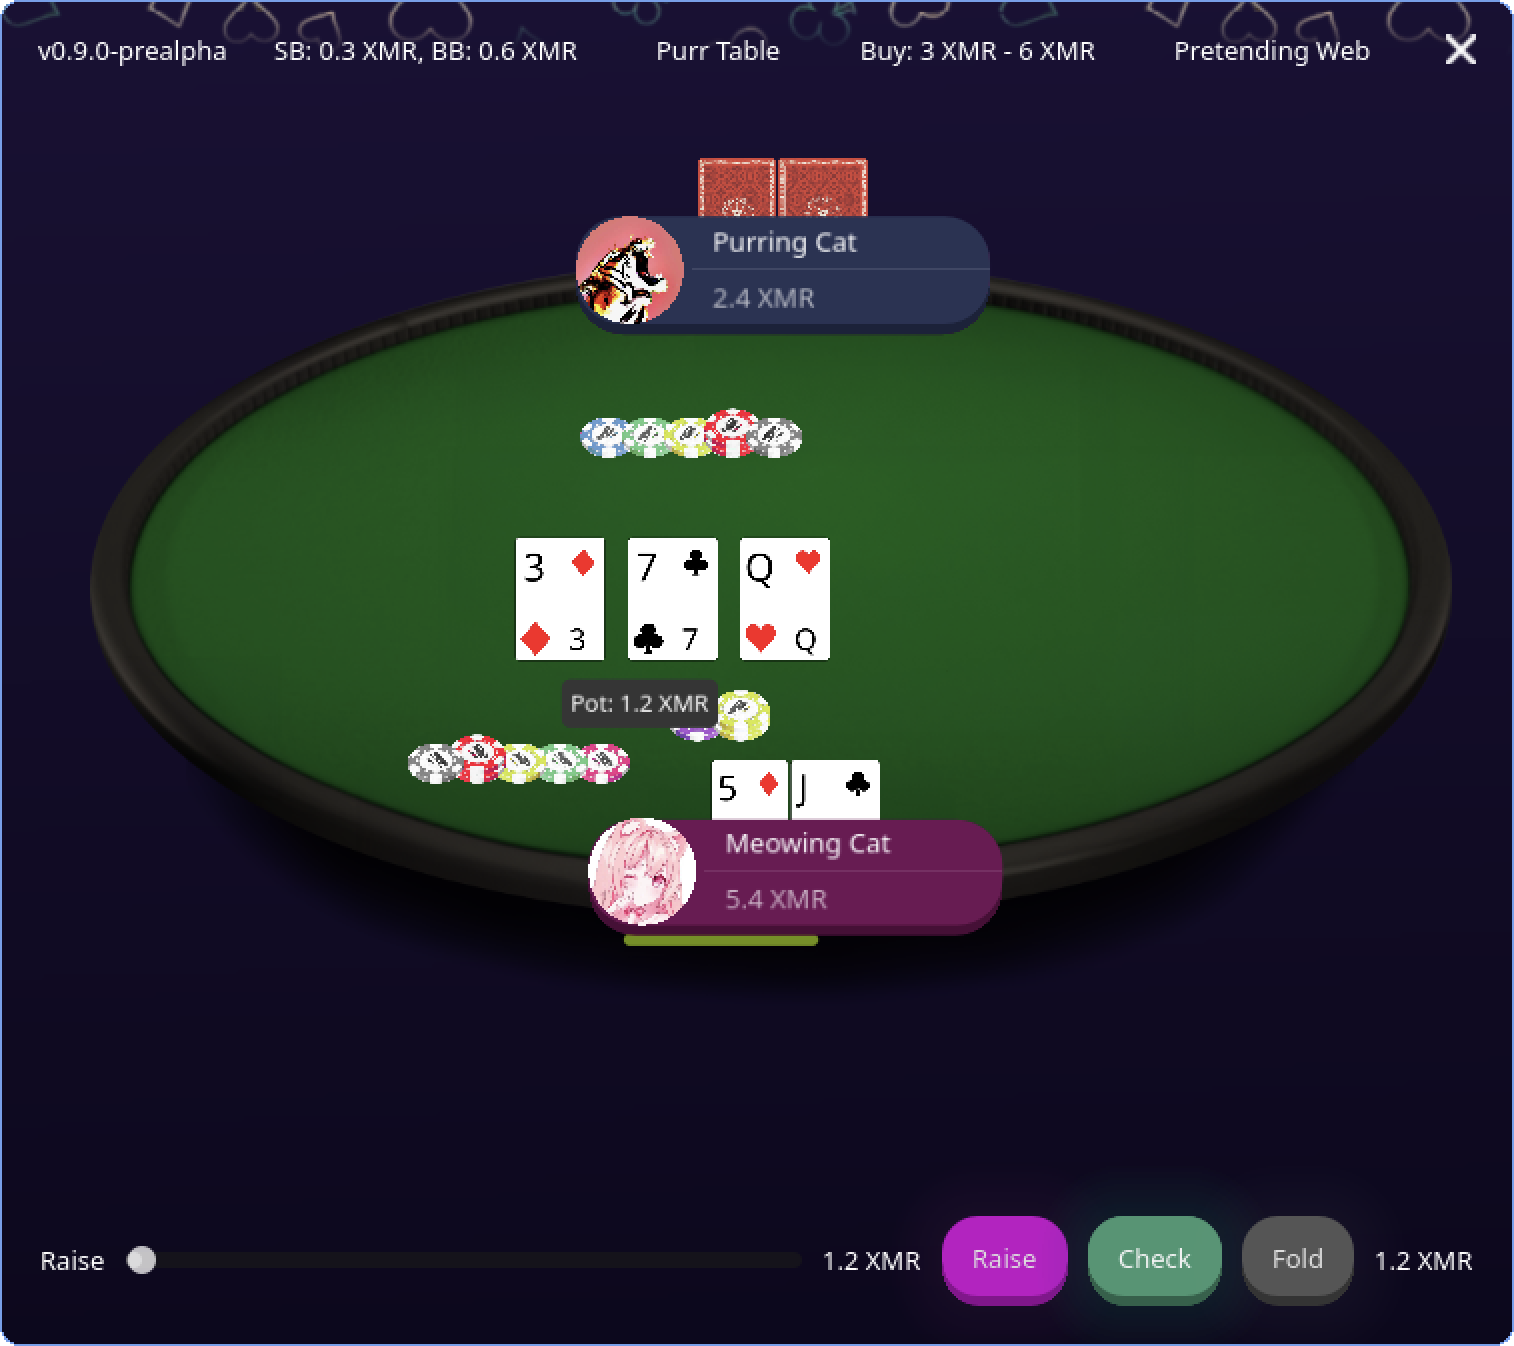 v0.9.0-prealpha SB: 0.3 XMR, BB: 0.6 XMR Purr Table Buy: 3 XMR - 6 XMR Pretending Web
Purring Cat
2.4 XMR
3 7 Q
3 7 Q
Pot: 1.2 XMR
5 J
Meowing Cat
5.4 XMR
Raise 1.2 XMR Raise Check Fold 1.2 XMR